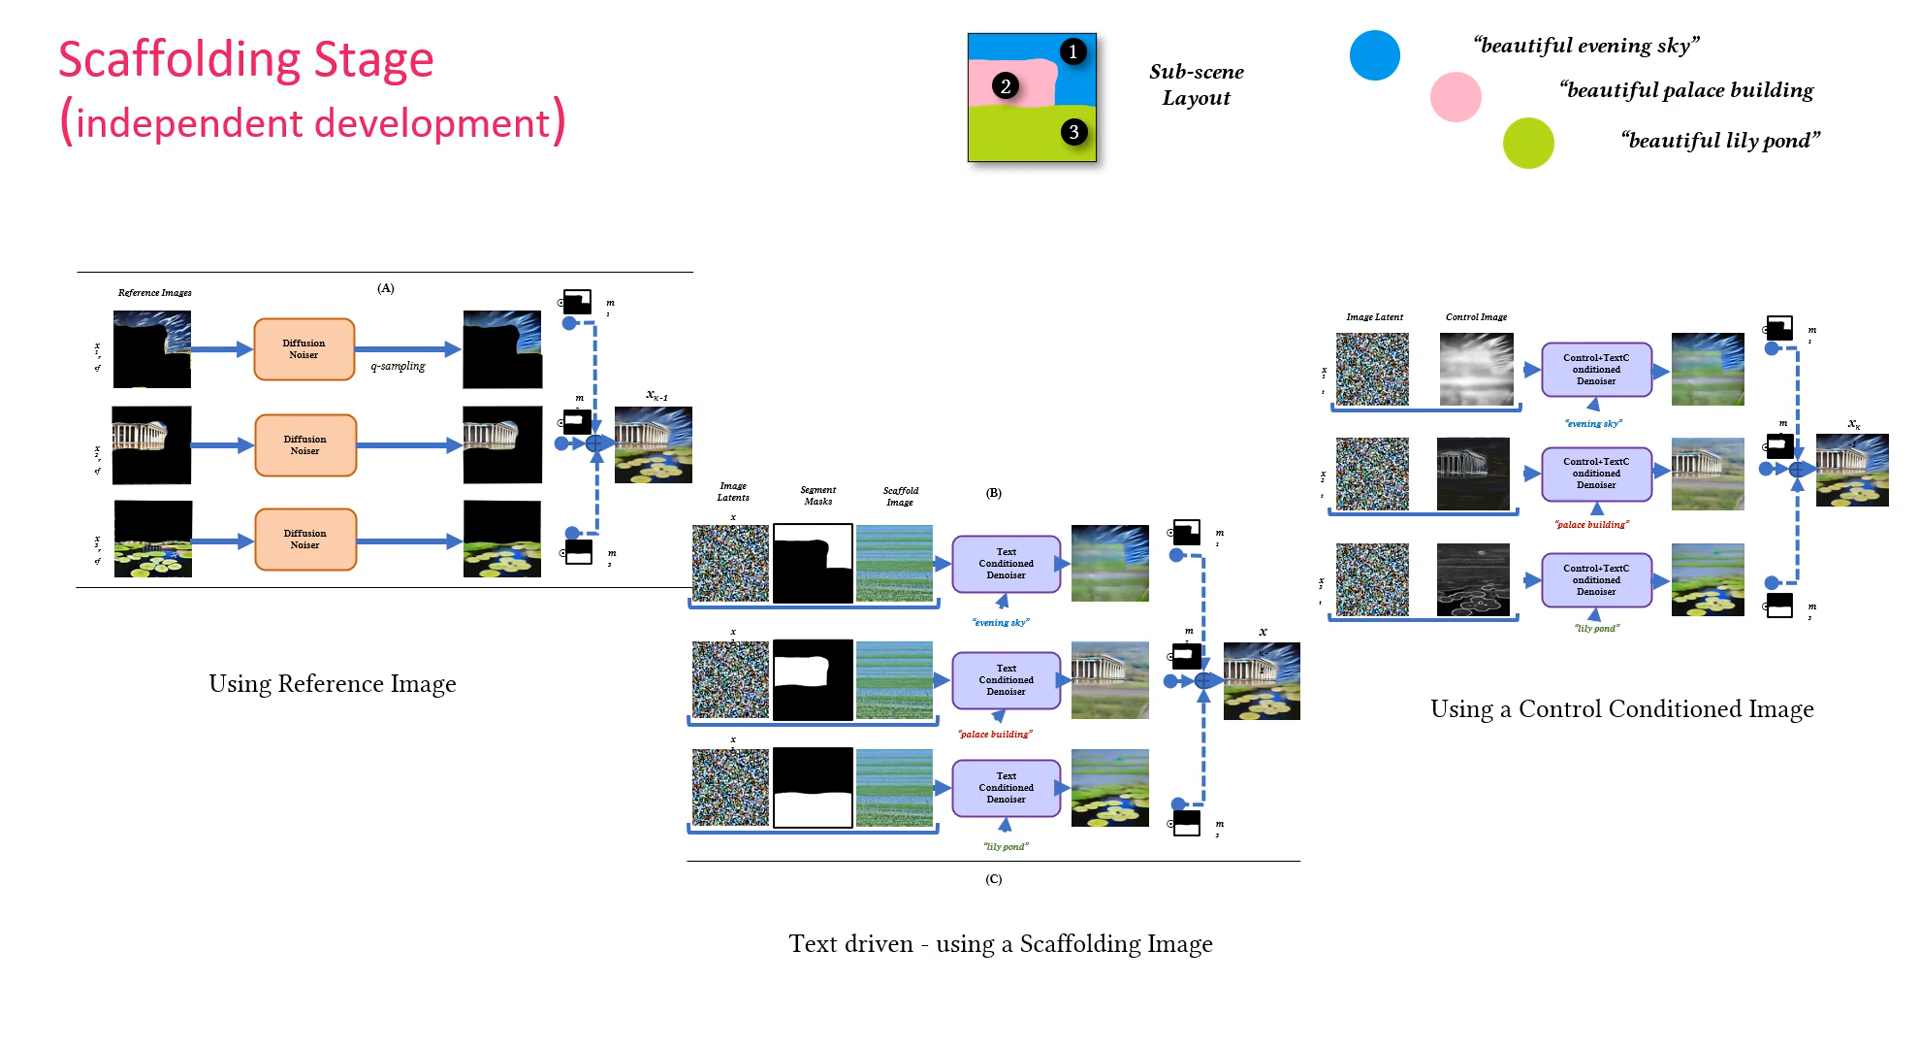 Scaffolding Stage
(independent development)
1
2
3
Sub-scene
Layout
“beautiful evening sky”
“beautiful palace building
“beautiful lily pond”
(A)
Reference Images
Diffusion
Noiser
q-sampling
Diffusion
Noiser
Diffusion
Noiser
m
m
m
x K-1
Using Reference Image
(B)
Image
Latents
Segment
Masks
Scaffold
Image
x
Text
Conditioned
Denoiser
“evening sky”
x
Text
Conditioned
Denoiser
“palace building”
x
Text
Conditioned
Denoiser
“lily pond”
m
m
m
x
(C)
Text driven - using a Scaffolding Image
Image Latent
Control Image
Control+TextC
onditioned
Denoiser
“evening sky”
Control+TextC
onditioned
Denoiser
“palace building”
Control+TextC
onditioned
Denoiser
“lily pond”
m
m
x K
Using a Control Conditioned Image